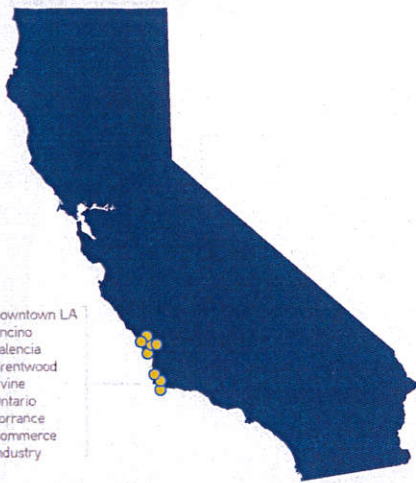 owntown LA
ncino
alencia
rentwood
vine
ntario
orrance
ommerce
ndustry